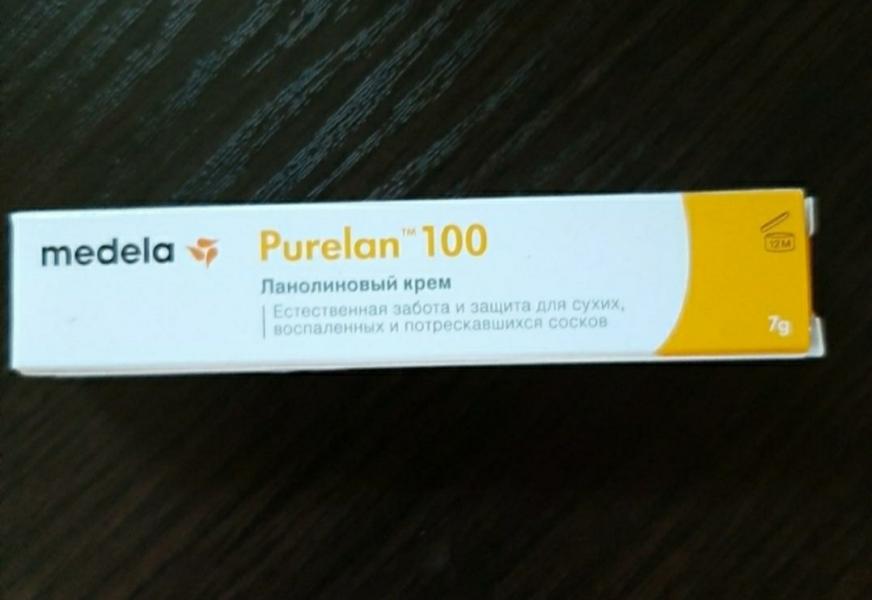 medela
Purelan™ 100
Ланолиновый крем
Естественная забота и защита для сухих,
воспаленных и потрескавшихся сосков
12M
7g